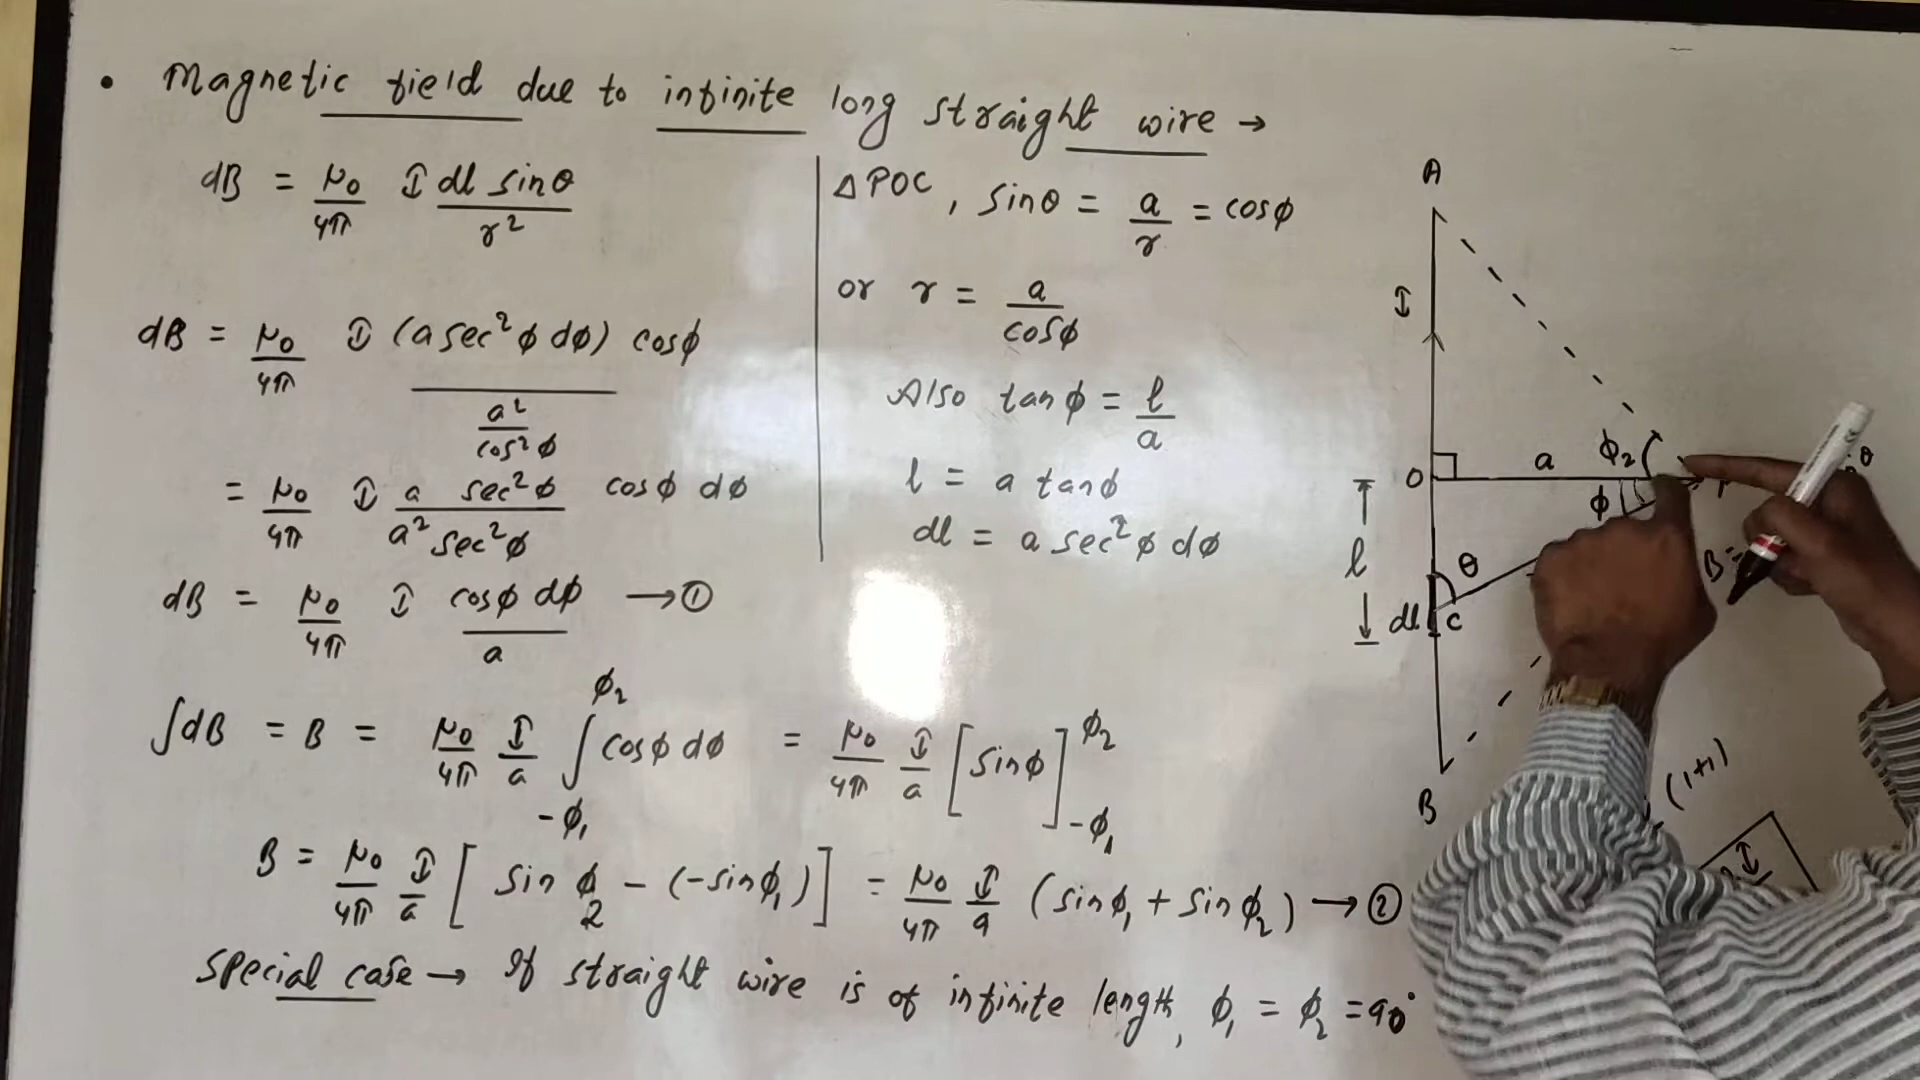 • Magnetic field due to infinite long straight wire →
dB = μ₀/4π I dl sinθ/r²
dB = μ₀/4π I (a sec²φ dφ) cosφ / (a²/cos²φ)
= μ₀/4π I a sec²φ/a² sec²φ cosφ dφ
dB = μ₀/4π I cosφ dφ/a → ①
∫dB = B = μ₀/4π I/a ∫_{-φ₁}^{φ₂} cosφ dφ = μ₀/4π I/a [sinφ]_{-φ₁}^{φ₂}
B = μ₀/4π I/a [sin φ₂ - (-sinφ₁)] = μ₀/4π I/a (sinφ₁ + sinφ₂) → ②
Special case → If straight wire is of infinite length, φ₁ = φ₂ = 90°
ΔPOC, sinθ = a/r = cosφ
or r = a/cosφ
Also tanφ = l/a
l = a tanφ
dl = a sec²φ dφ
A
I
O a φ₂
φ
l θ
dl C
B
B =
(1+1)
2I